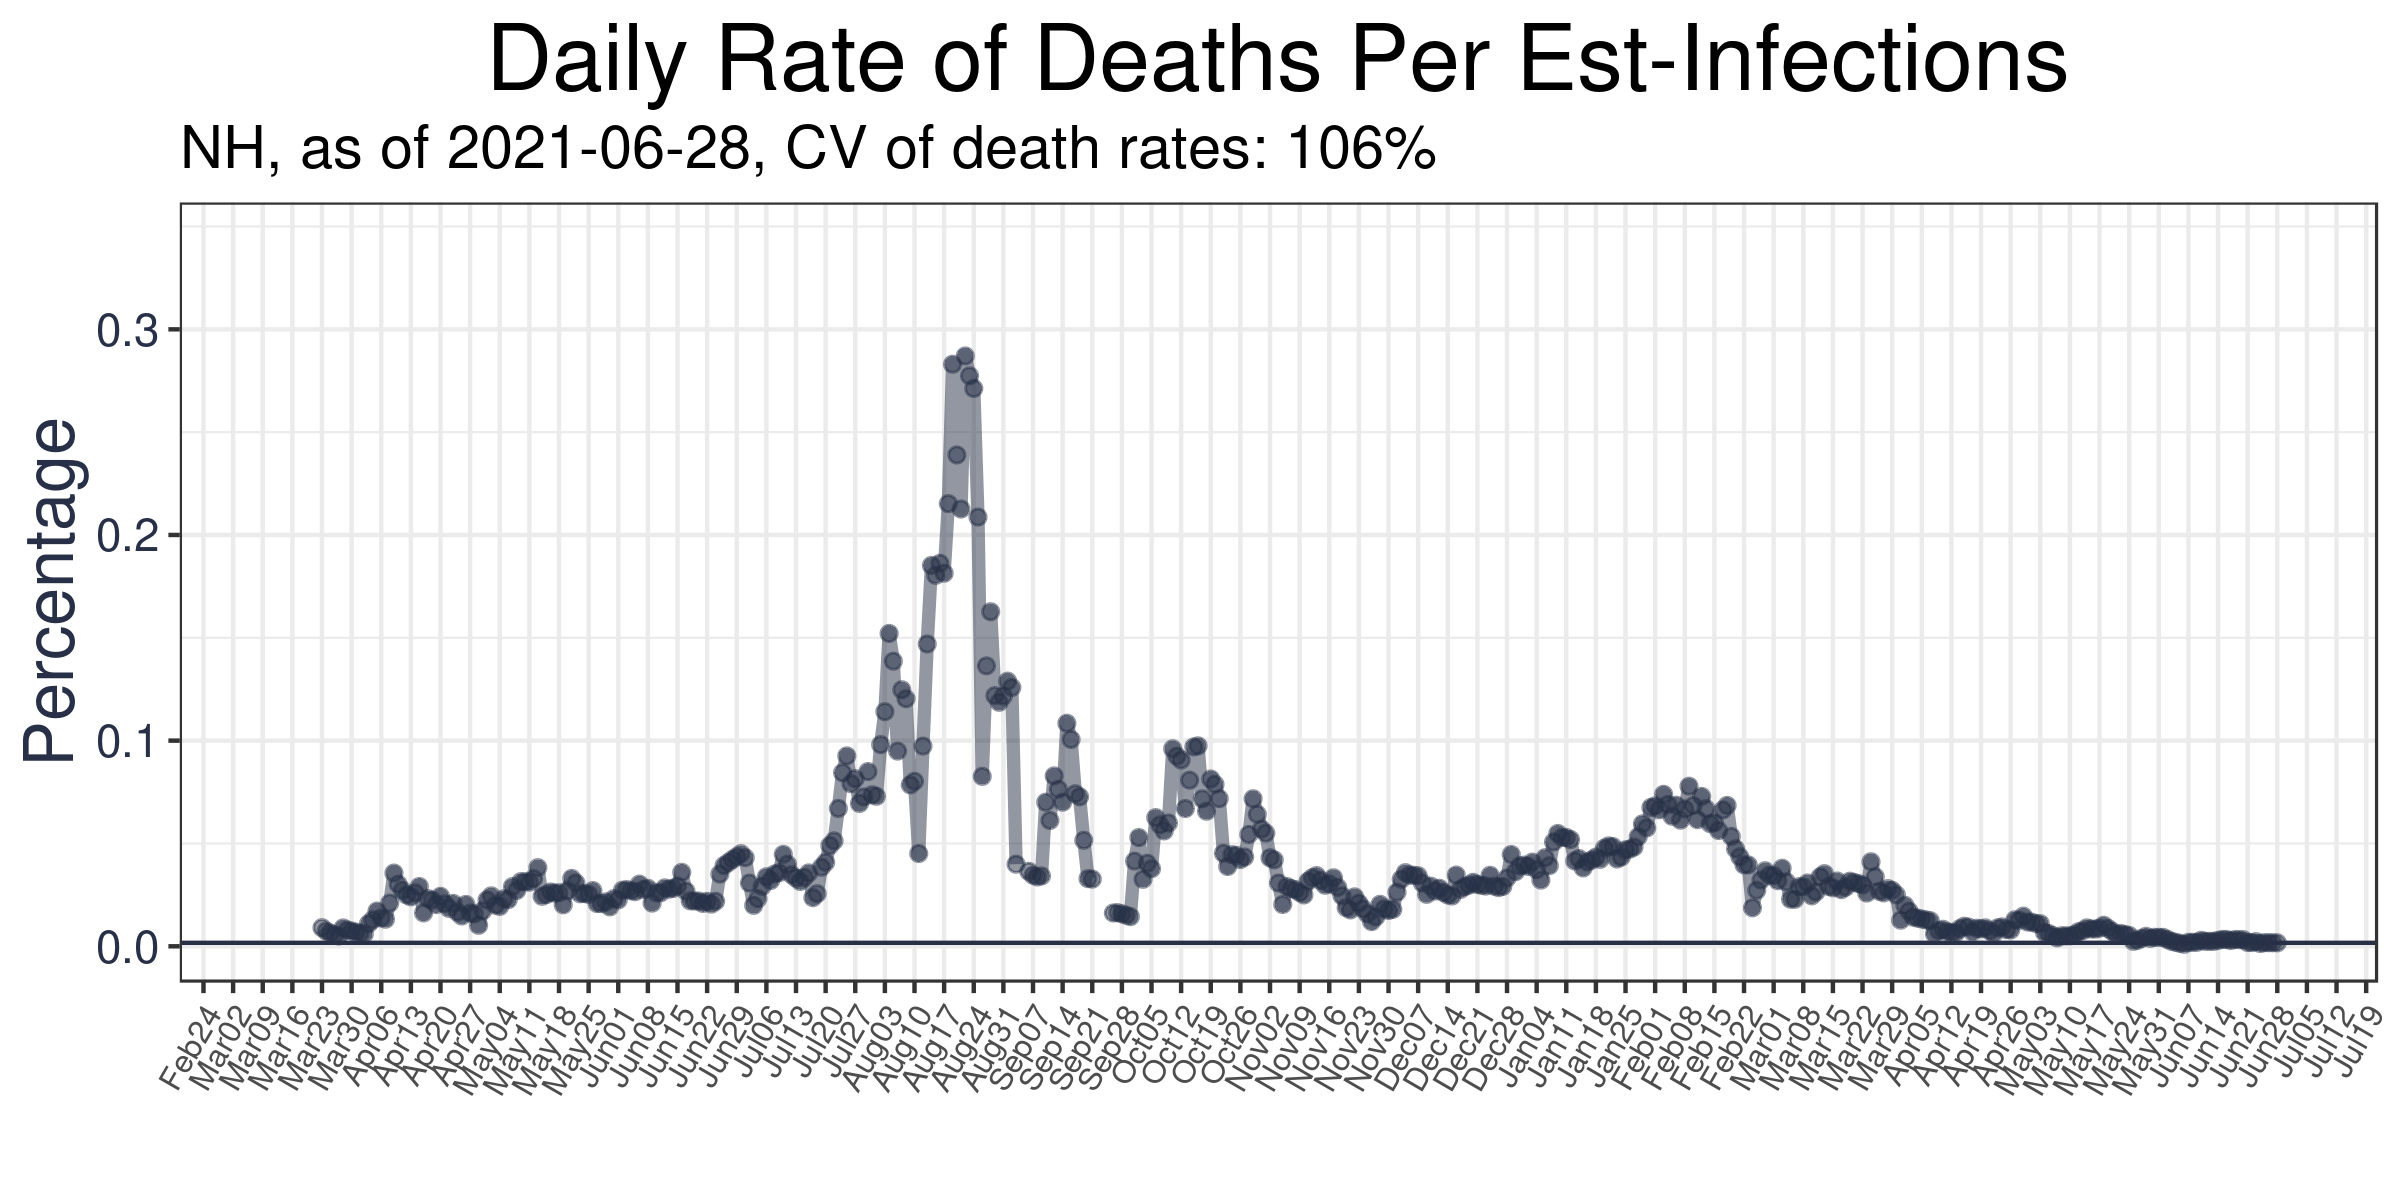 Daily Rate of Deaths Per Est-Infections
NH, as of 2021-06-28, CV of death rates: 106%
Percentage
0.3
0.2
0.1
0.0
Feb24
Mar02
Mar09
Mar16
Mar23
Mar30
Apr06
Apr13
Apr20
Apr27
May04
May11
May18
May25
Jun01
Jun08
Jun15
Jun22
Jun29
Jul06
Jul13
Jul20
Jul27
Aug03
Aug10
Aug17
Aug24
Aug31
Sep07
Sep14
Sep21
Sep28
Oct05
Oct12
Oct19
Oct26
Nov02
Nov09
Nov16
Nov23
Nov30
Dec07
Dec14
Dec21
Dec28
Jan04
Jan11
Jan18
Jan25
Feb01
Feb08
Feb15
Feb22
Mar01
Mar08
Mar15
Mar22
Mar29
Apr05
Apr12
Apr19
Apr26
May03
May10
May17
May24
May31
Jun07
Jun14
Jun21
Jun28
Jul05
Jul12
Jul19